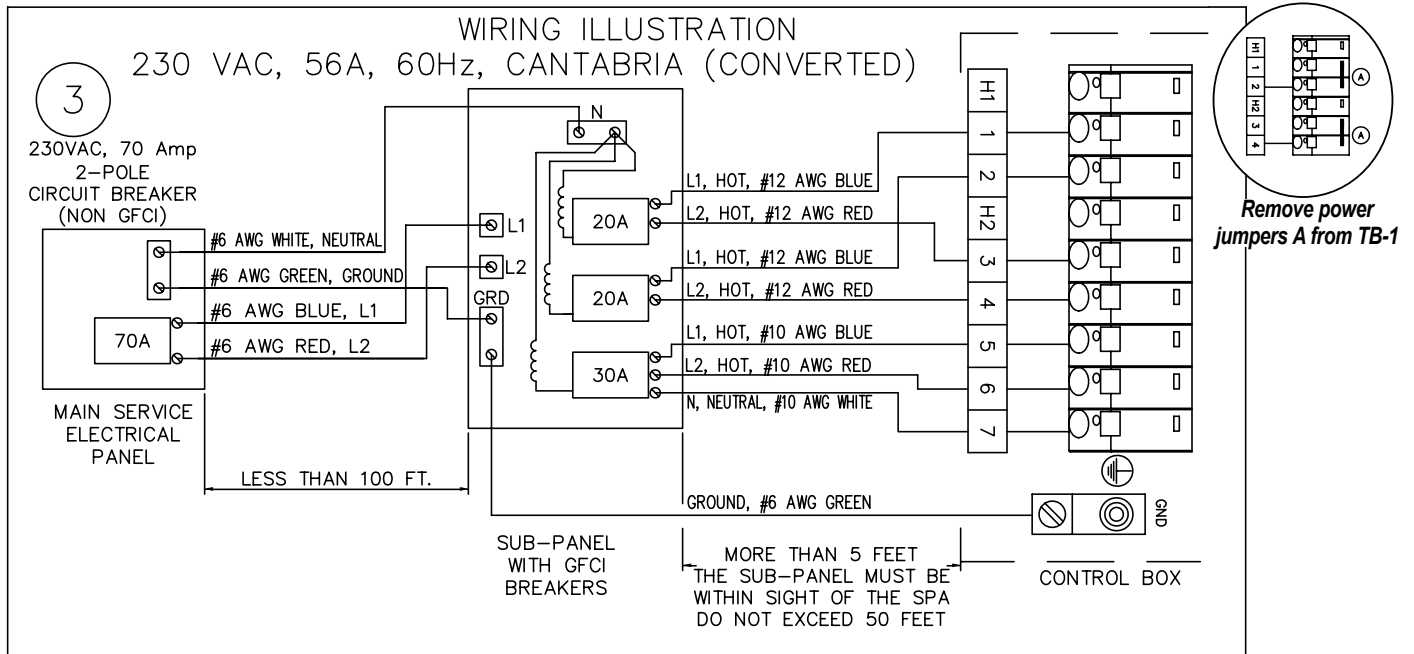 WIRING ILLUSTRATION
230 VAC, 56A, 60Hz, CANTABRIA (CONVERTED)
3
230VAC, 70 Amp
2-POLE
CIRCUIT BREAKER
(NON GFCI)
#6 AWG WHITE, NEUTRAL
#6 AWG GREEN, GROUND
#6 AWG BLUE, L1
#6 AWG RED, L2
70A
MAIN SERVICE
ELECTRICAL
PANEL
LESS THAN 100 FT.
N
L1
L2
GRD
20A
20A
30A
SUB-PANEL
WITH GFCI
BREAKERS
L1, HOT, #12 AWG BLUE
L2, HOT, #12 AWG RED
L1, HOT, #12 AWG BLUE
L2, HOT, #12 AWG RED
L1, HOT, #10 AWG BLUE
L2, HOT, #10 AWG RED
N, NEUTRAL, #10 AWG WHITE
GROUND, #6 AWG GREEN
MORE THAN 5 FEET
THE SUB-PANEL MUST BE
WITHIN SIGHT OF THE SPA
DO NOT EXCEED 50 FEET
H1
1
2
H2
3
4
5
6
7
GND
CONTROL BOX
H1
1
2
H2
3
4
A
A
Remove power
jumpers A from TB-1